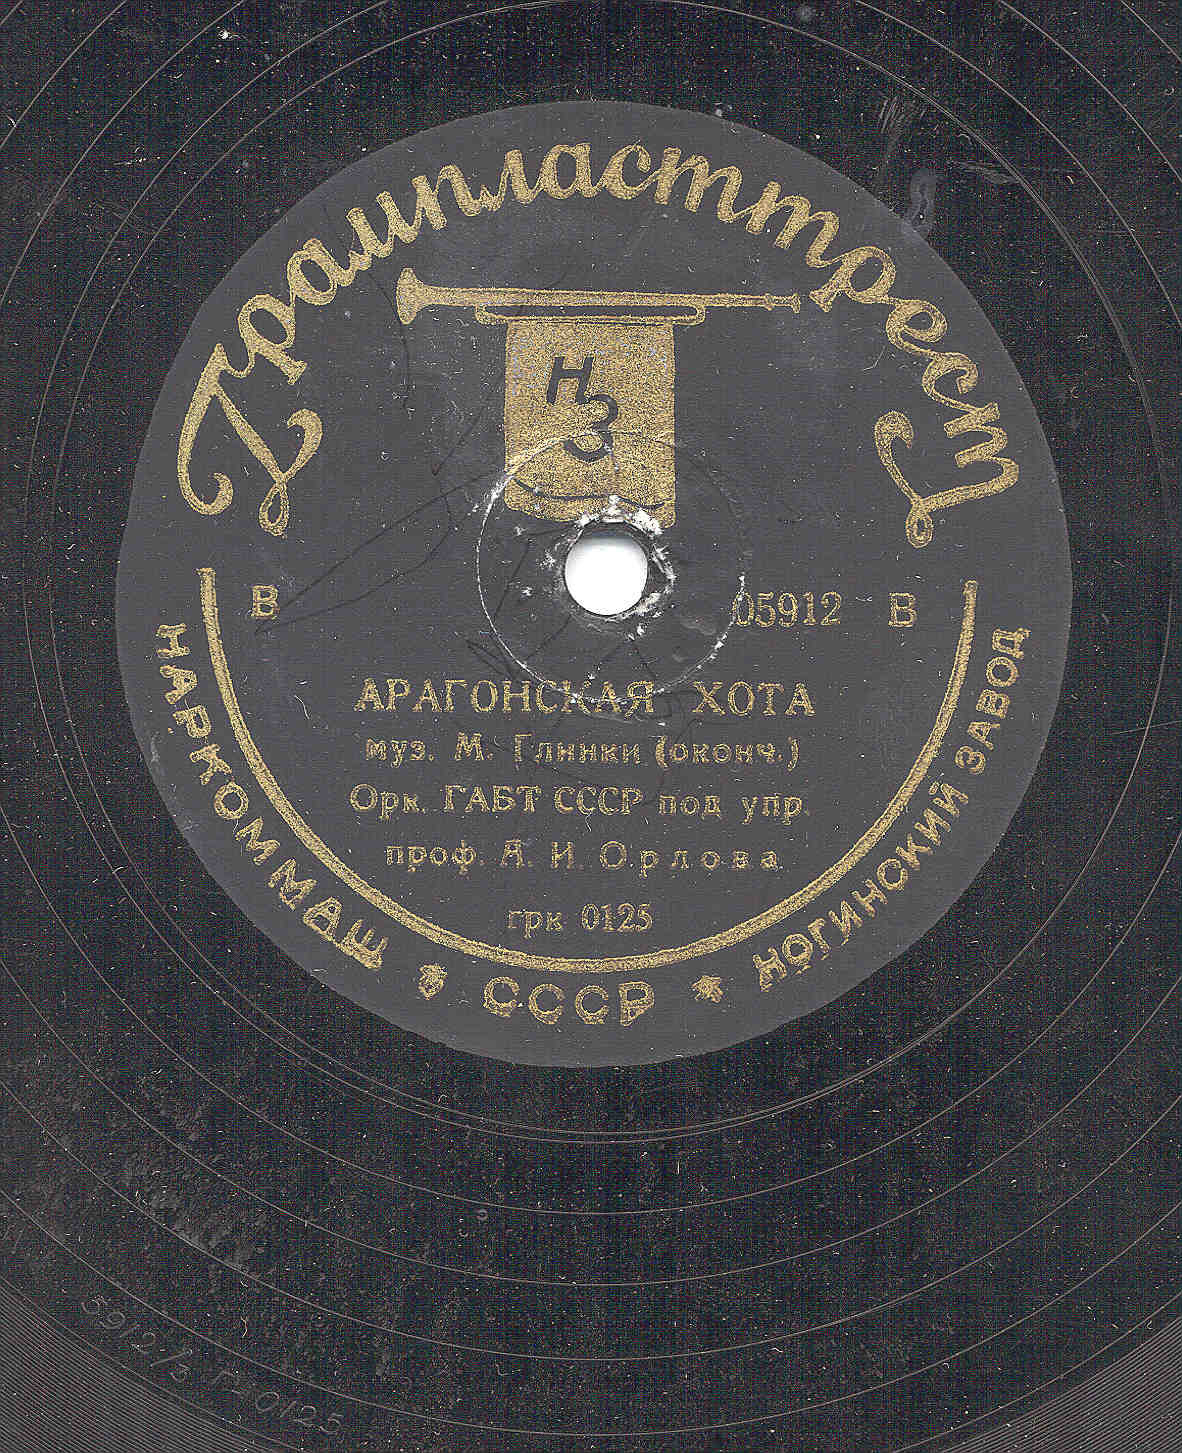 Грампласттрест
НЗ
В 05912 В
АРАГОНСКАЯ ХОТА
муз. М. Глинки (оконч.)
Орк. ГАБТ СССР под упр.
проф. А. И. Орлова
грк 0125
НАРКОММАШ * СССР * НОГИНСКИЙ ЗАВОД
5912/3 Г-0125